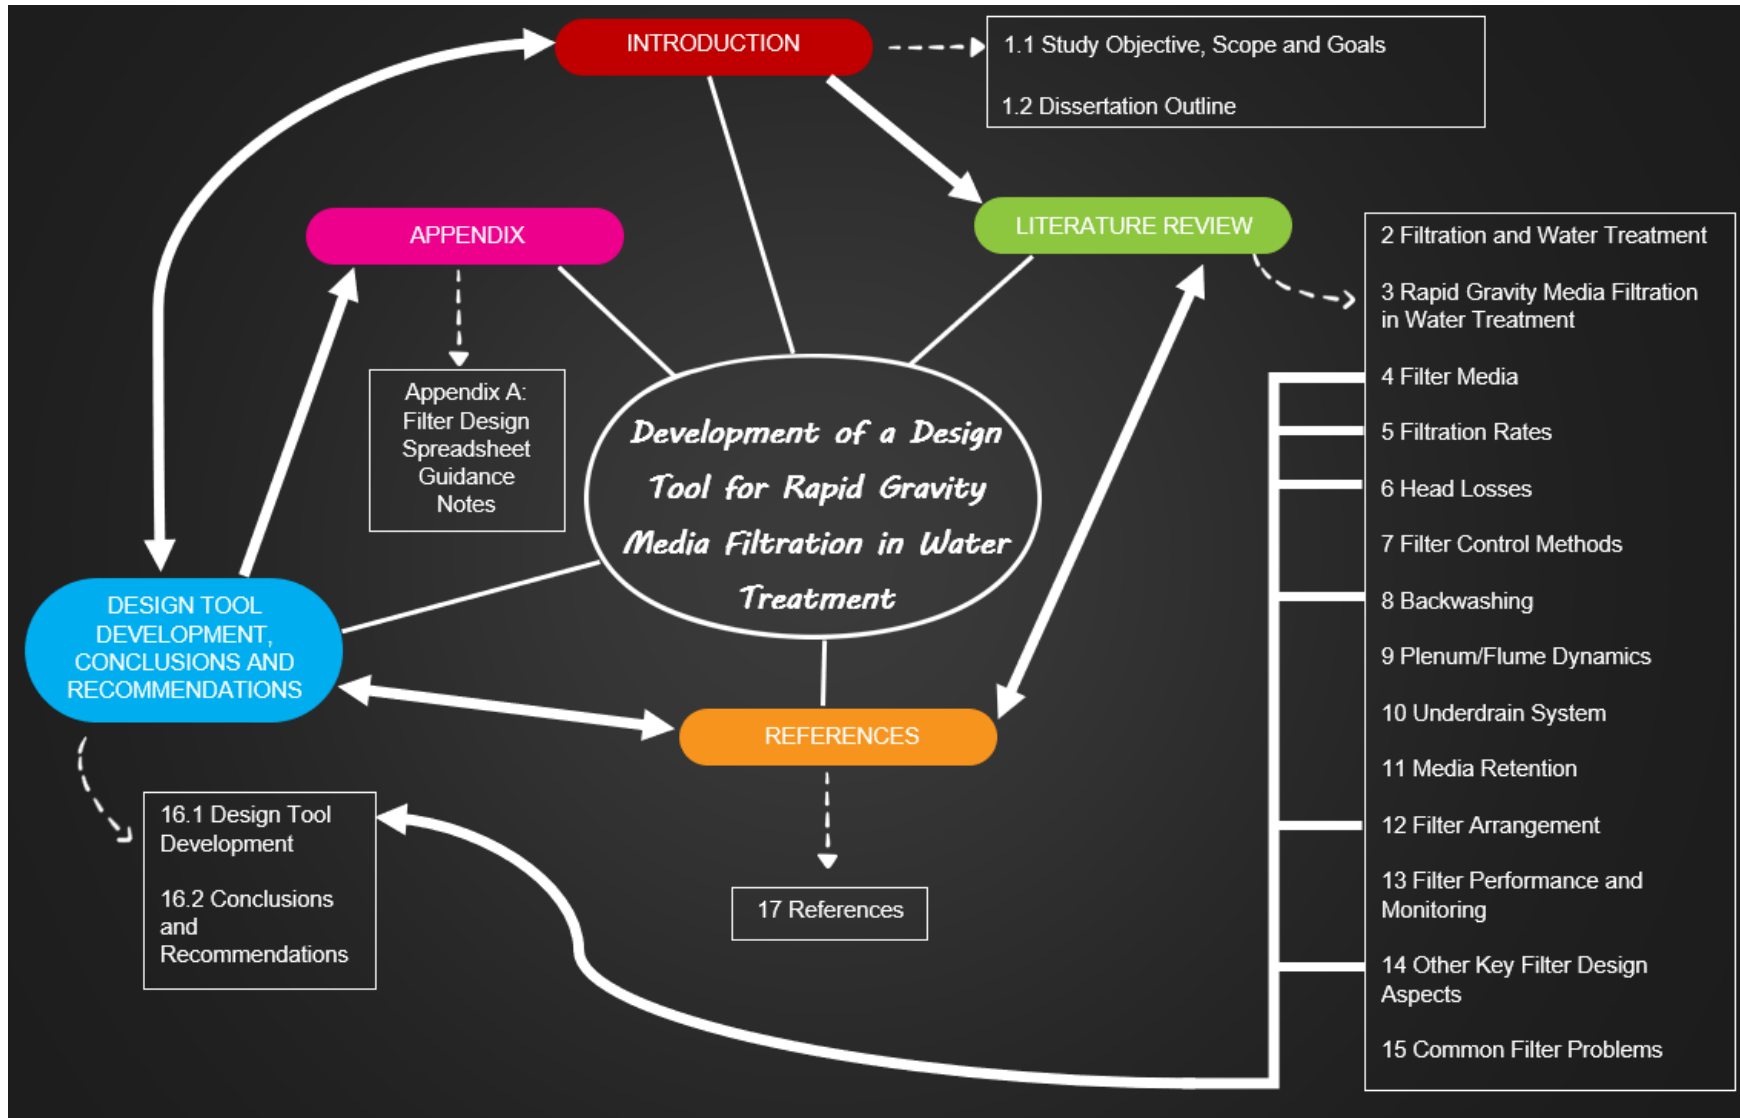 INTRODUCTION
1.1 Study Objective, Scope and Goals
1.2 Dissertation Outline
APPENDIX
LITERATURE REVIEW
2 Filtration and Water Treatment
3 Rapid Gravity Media Filtration
in Water Treatment
4 Filter Media
5 Filtration Rates
6 Head Losses
7 Filter Control Methods
8 Backwashing
9 Plenum/Flume Dynamics
10 Underdrain System
11 Media Retention
12 Filter Arrangement
13 Filter Performance and
Monitoring
14 Other Key Filter Design
Aspects
15 Common Filter Problems
Appendix A:
Filter Design
Spreadsheet
Guidance
Notes
Development of a Design
Tool for Rapid Gravity
Media Filtration in Water
Treatment
DESIGN TOOL
DEVELOPMENT,
CONCLUSIONS AND
RECOMMENDATIONS
REFERENCES
16.1 Design Tool
Development
16.2 Conclusions
and
Recommendations
17 References